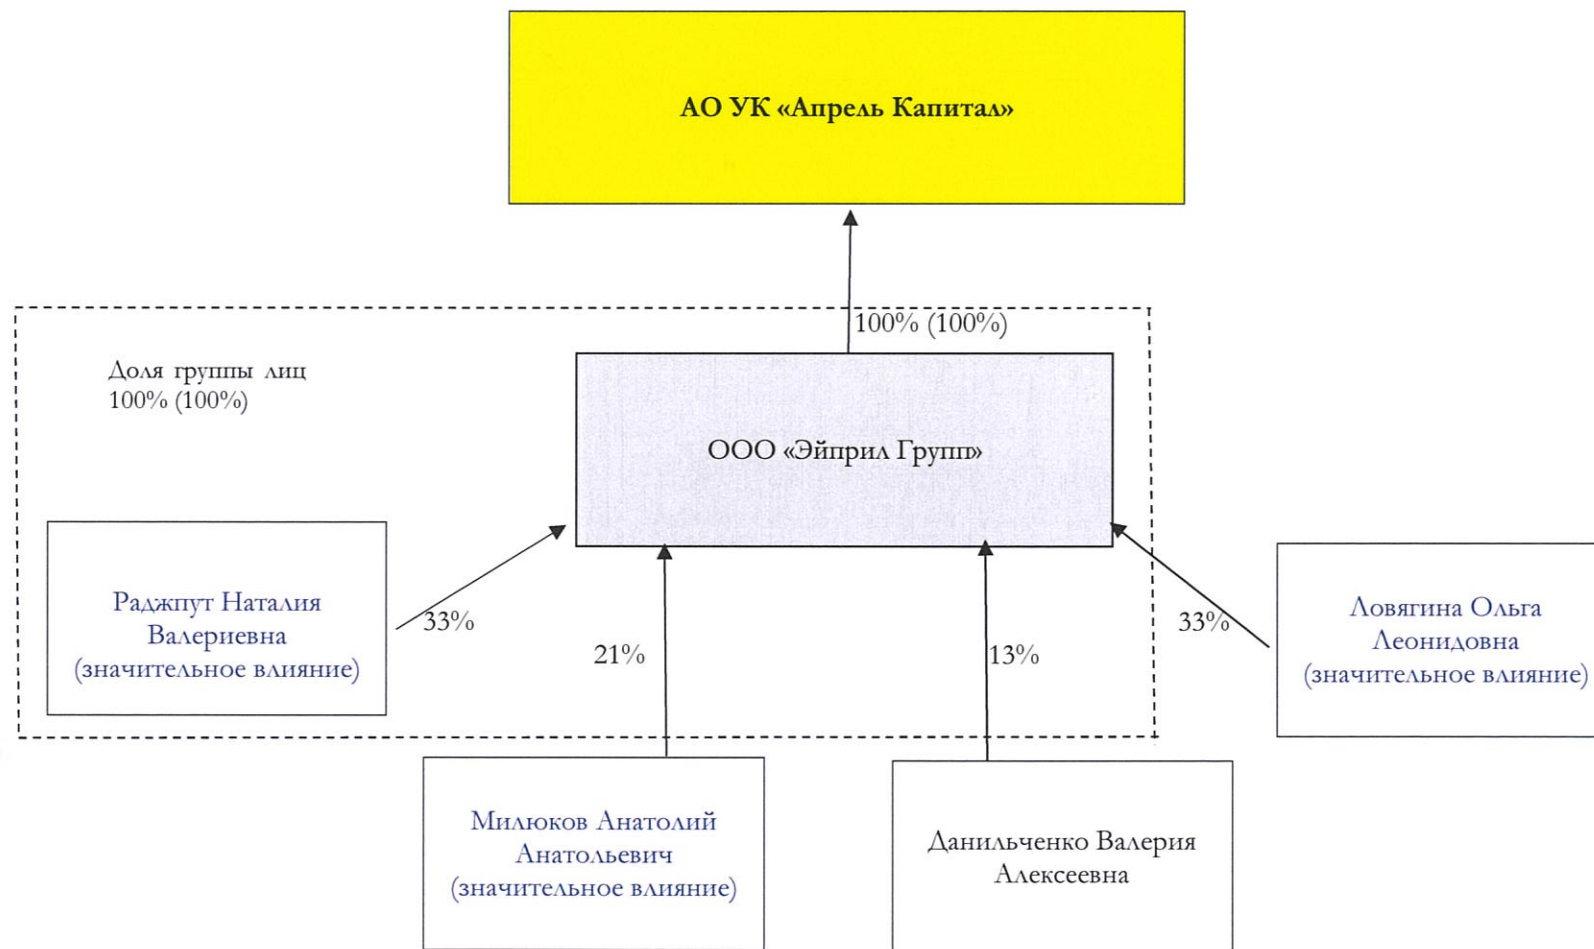 АО УК «Апрель Капитал»
100% (100%)
Доля группы лиц
100% (100%)
ООО «Эйприл Групп»
Раджпут Наталия
Валериевна
(значительное влияние)
33%
21%
13%
33%
Ловягина Ольга
Леонидовна
(значительное влияние)
Милюков Анатолий
Анатольевич
(значительное влияние)
Данильченко Валерия
Алексеевна